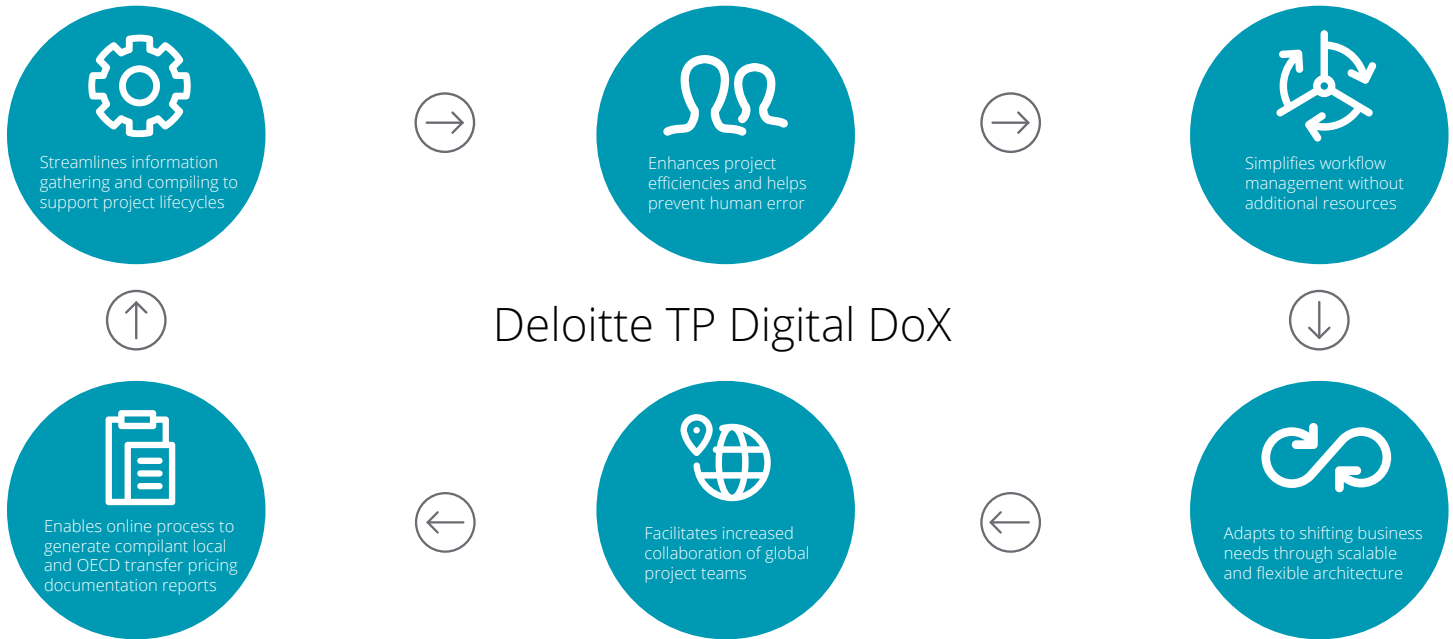 Streamlines information
gathering and compiling to
support project lifecycles
Enhances project
efficiencies and helps
prevent human error
Simplifies workflow
management without
additional resources
Deloitte TP Digital DoX
Enables online process to
generate compilant local
and OECD transfer pricing
documentation reports
Facilitates increased
collaboration of global
project teams
Adapts to shifting business
needs through scalable
and flexible architecture